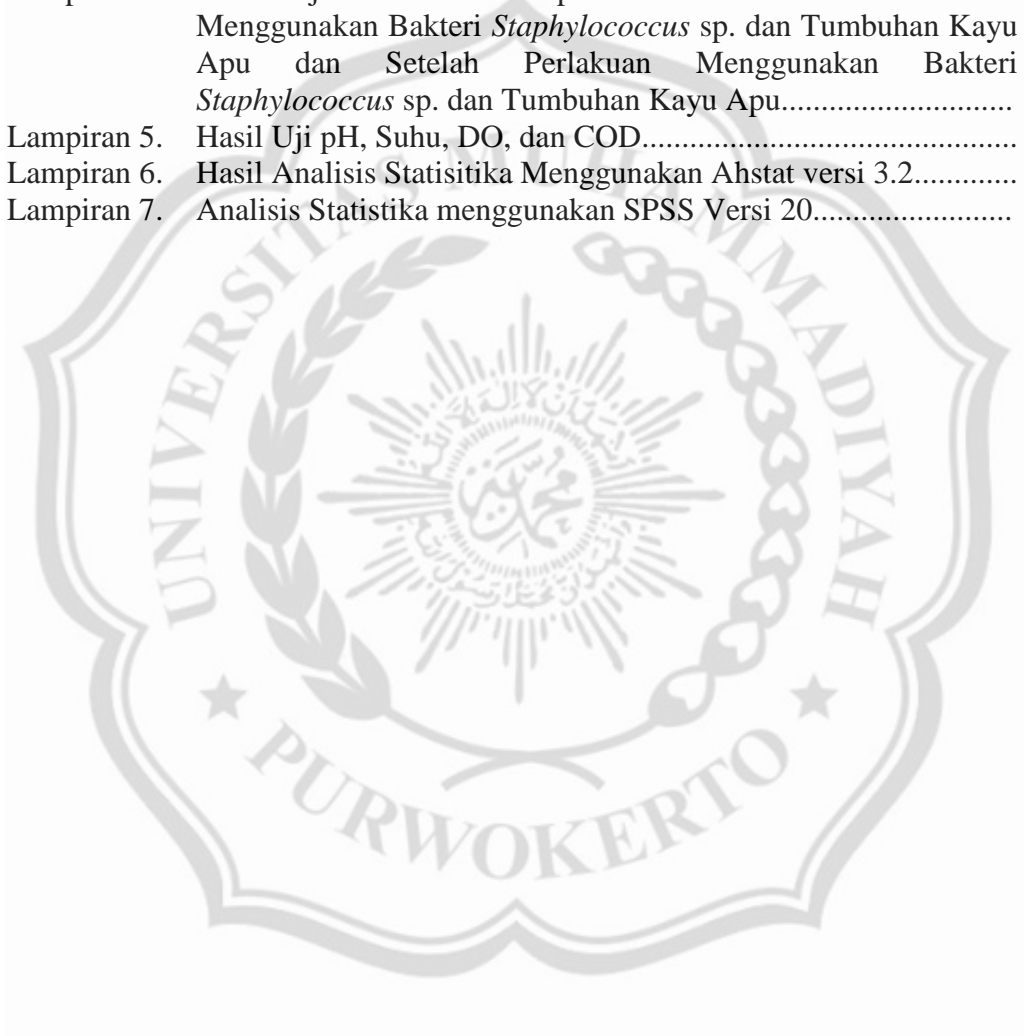 Menggunakan Bakteri Staphylococcus sp. dan Tumbuhan Kayu
Apu dan Setelah Perlakuan Menggunakan Bakteri
Staphylococcus sp. dan Tumbuhan Kayu Apu............................
Lampiran 5. Hasil Uji pH, Suhu, DO, dan COD.............................................
Lampiran 6. Hasil Analisis Statisitika Menggunakan Ahstat versi 3.2.............
Lampiran 7. Analisis Statistika menggunakan SPSS Versi 20........................
UNIVERSITAS MUHAMMADIYAH
PURWOKERTO